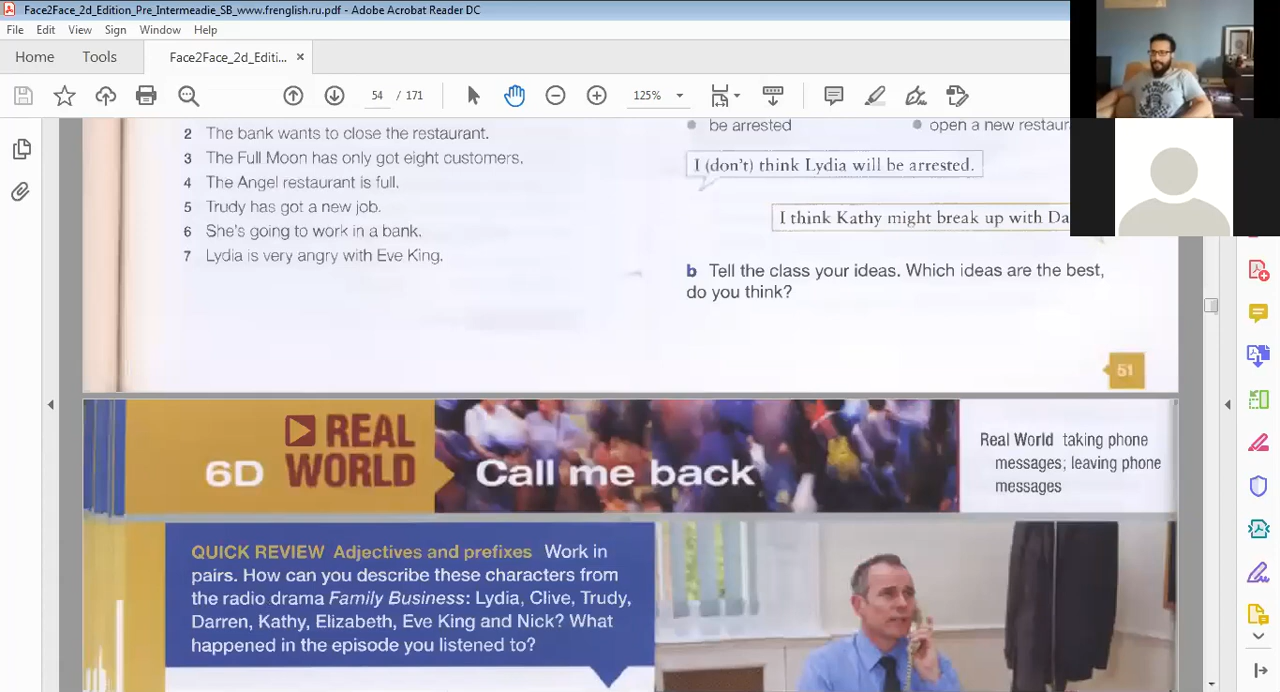 Face2Face_2d_Edition_Pre_Intermeadie_SB_www.frenglish.ru.pdf - Adobe Acrobat Reader DC
File Edit View Sign Window Help
Home Tools Face2Face_2d_Editi... ×
54 / 171 125%
2 The bank wants to close the restaurant.
3 The Full Moon has only got eight customers.
4 The Angel restaurant is full.
5 Trudy has got a new job.
6 She's going to work in a bank.
7 Lydia is very angry with Eve King.
be arrested
open a new restaur
I (don't) think Lydia will be arrested.
I think Kathy might break up with Da
b Tell the class your ideas. Which ideas are the best,
do you think?
51
6D REAL
WORLD
Call me back
Real World taking phone
messages; leaving phone
messages
QUICK REVIEW Adjectives and prefixes Work in
pairs. How can you describe these characters from
the radio drama Family Business: Lydia, Clive, Trudy,
Darren, Kathy, Elizabeth, Eve King and Nick? What
happened in the episode you listened to?